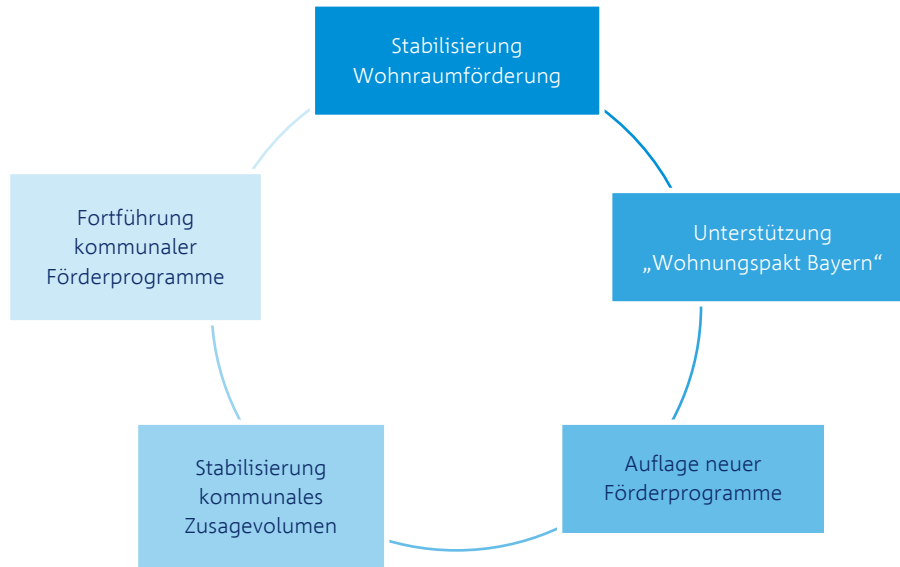 Stabilisierung
Wohnraumförderung
Unterstützung
„Wohnungspakt Bayern“
Auflage neuer
Förderprogramme
Stabilisierung
kommunales
Zusagevolumen
Fortführung
kommunaler
Förderprogramme